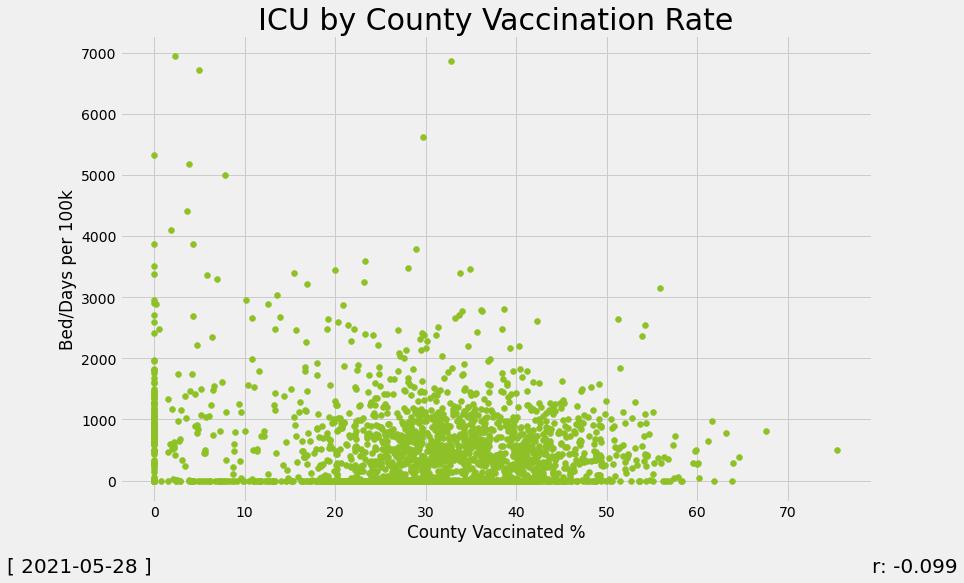 ICU by County Vaccination Rate
7000
6000
5000
4000
3000
2000
1000
0
Bed/Days per 100k
0 10 20 30 40 50 60 70
County Vaccinated %
[ 2021-05-28 ]
r: -0.099